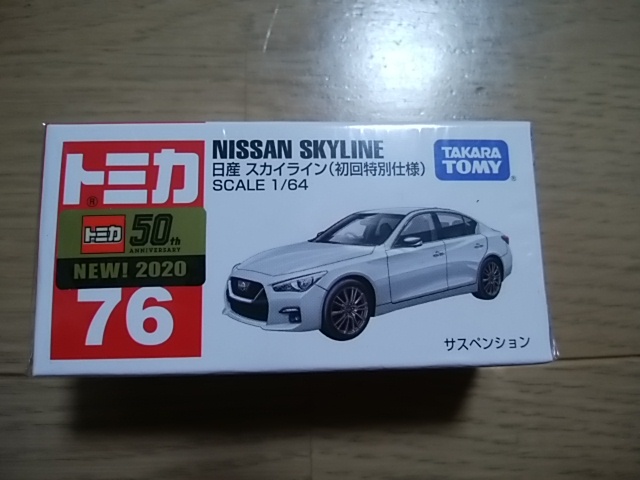 トミカ
®
トミカ 50th
ANNIVERSARY
NEW! 2020
76
NISSAN SKYLINE
日産 スカイライン(初回特別仕様)
SCALE 1/64
TAKARA
TOMY®
サスペンション